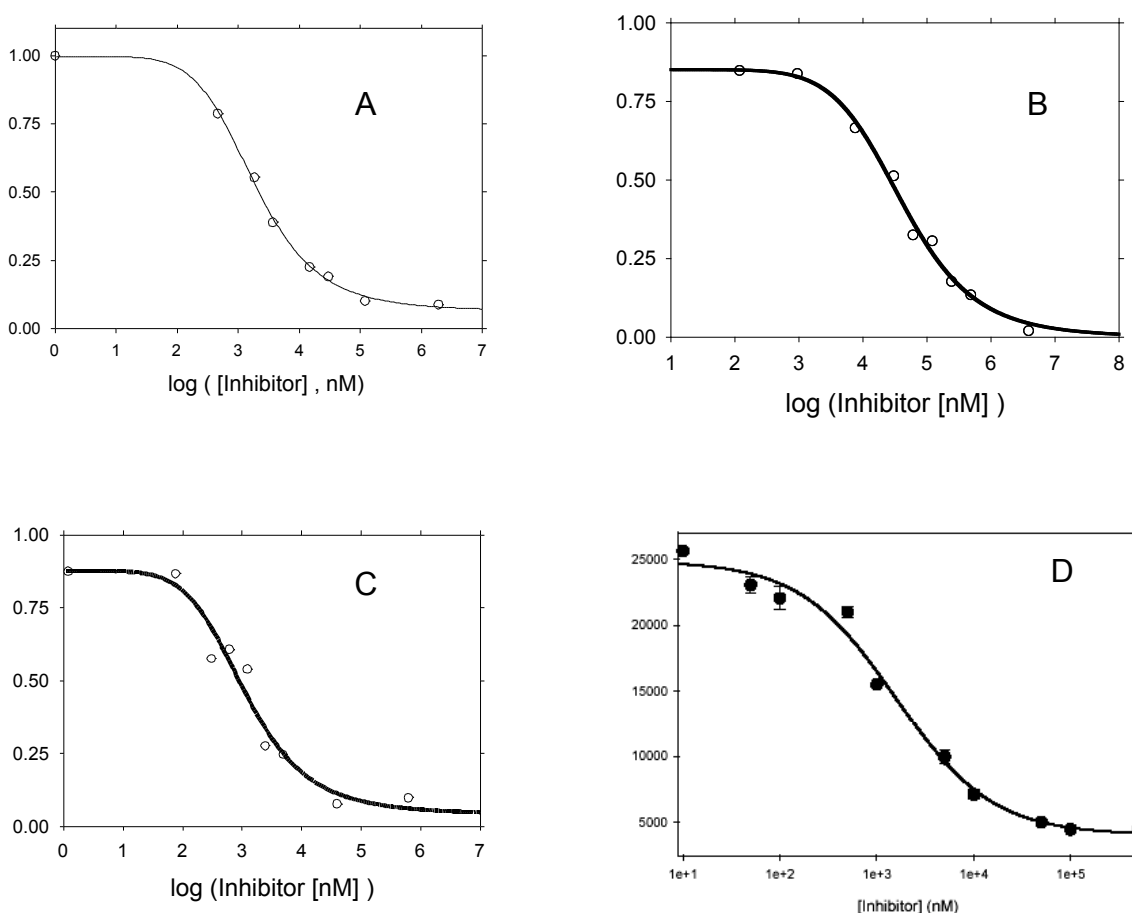 1.00
0.75
0.50
0.25
0.00
A
0 1 2 3 4 5 6 7
log ( [Inhibitor] , nM)
1.00
0.75
0.50
0.25
0.00
B
1 2 3 4 5 6 7 8
log (Inhibitor [nM] )
1.00
0.75
0.50
0.25
0.00
C
0 1 2 3 4 5 6 7
log (Inhibitor [nM] )
25000
20000
15000
10000
5000
D
1e+1 1e+2 1e+3 1e+4 1e+5
[Inhibitor] (nM)